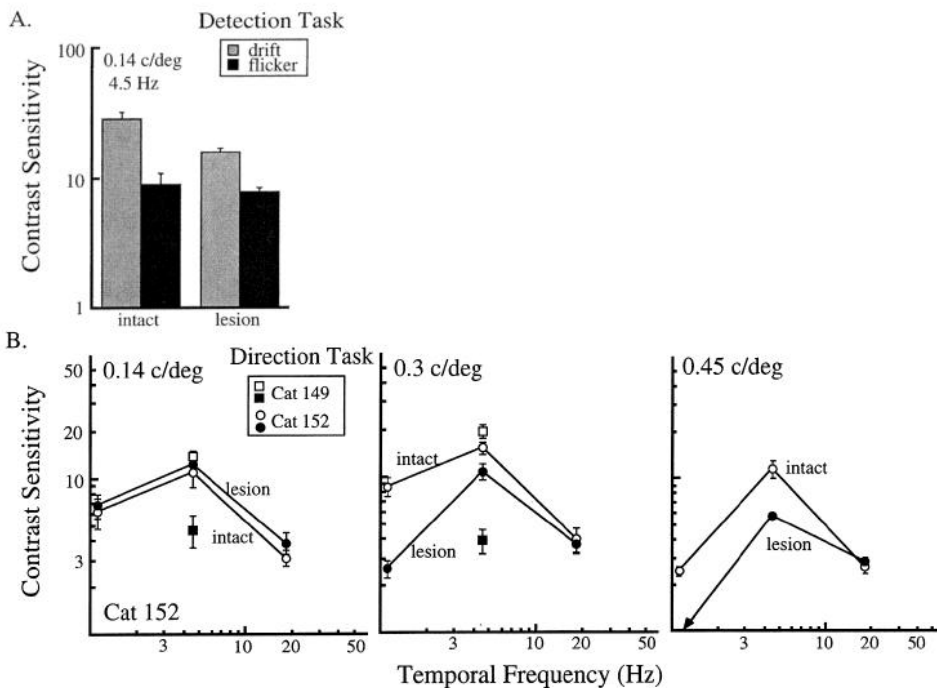 A.
Detection Task
drift
flicker
0.14 c/deg
4.5 Hz
100
10
1
Contrast Sensitivity
intact
lesion
B.
Direction Task
Cat 149
Cat 152
0.14 c/deg
50
20
10
3
Contrast Sensitivity
lesion
intact
Cat 152
3
10
20
50
0.3 c/deg
intact
lesion
3
10
20
50
0.45 c/deg
intact
lesion
3
10
20
50
Temporal Frequency (Hz)